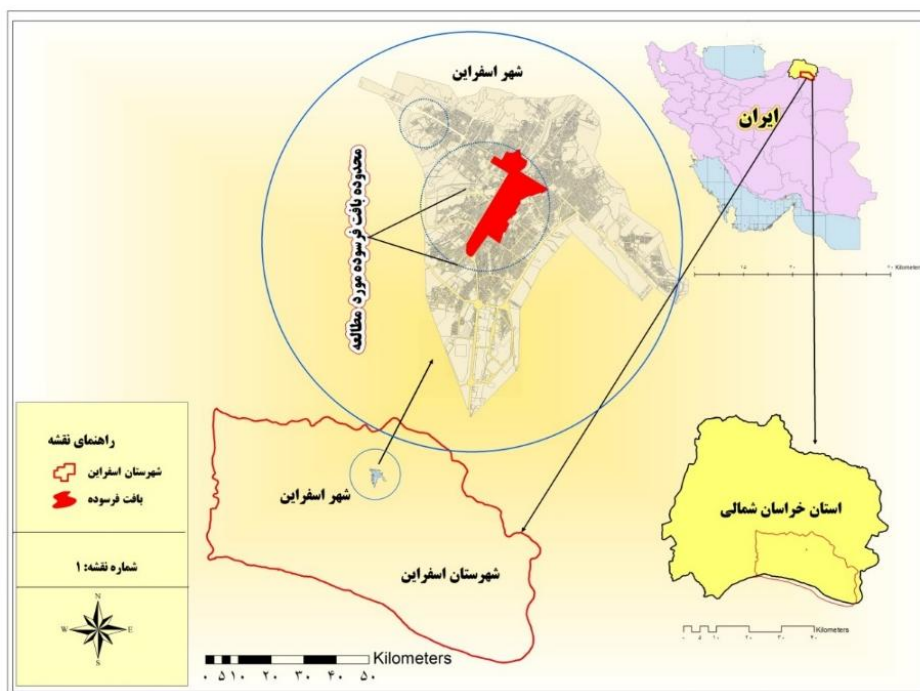 شهر اسفراین
ایران
محدوده بافت فرسوده مورد مطالعه
Kilometers
راهنمای نقشه
شهرستان اسفراین
بافت فرسوده
شماره نقشه: ۱
N
W E
S
شهر اسفراین
شهرستان اسفراین
Kilometers
۰ ۵ ۱۰ ۲۰ ۳۰ ۴۰ ۵۰
استان خراسان شمالی
Kilometers